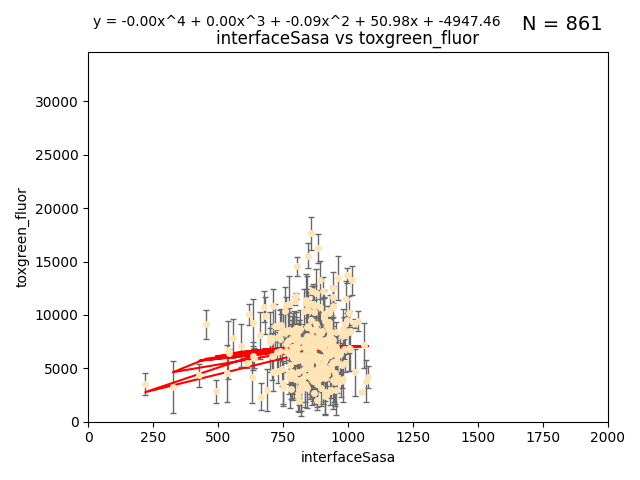 y = -0.00x^4 + 0.00x^3 + -0.09x^2 + 50.98x + -4947.46
N = 861
interfaceSasa vs toxgreen_fluor
30000
25000
20000
15000
10000
5000
0
toxgreen_fluor
0 250 500 750 1000 1250 1500 1750 2000
interfaceSasa